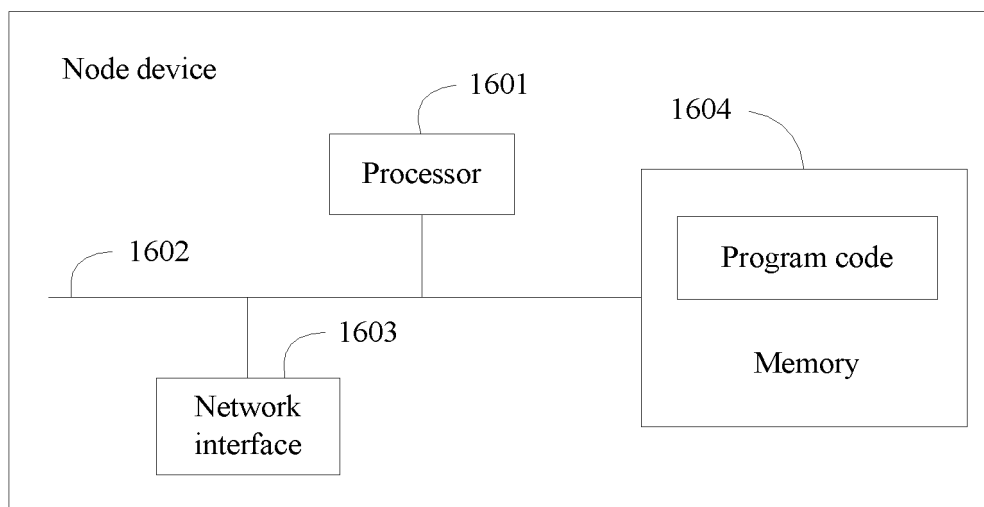 Node device
1601
1604
Processor
1602
Program code
1603
Memory
Network
interface